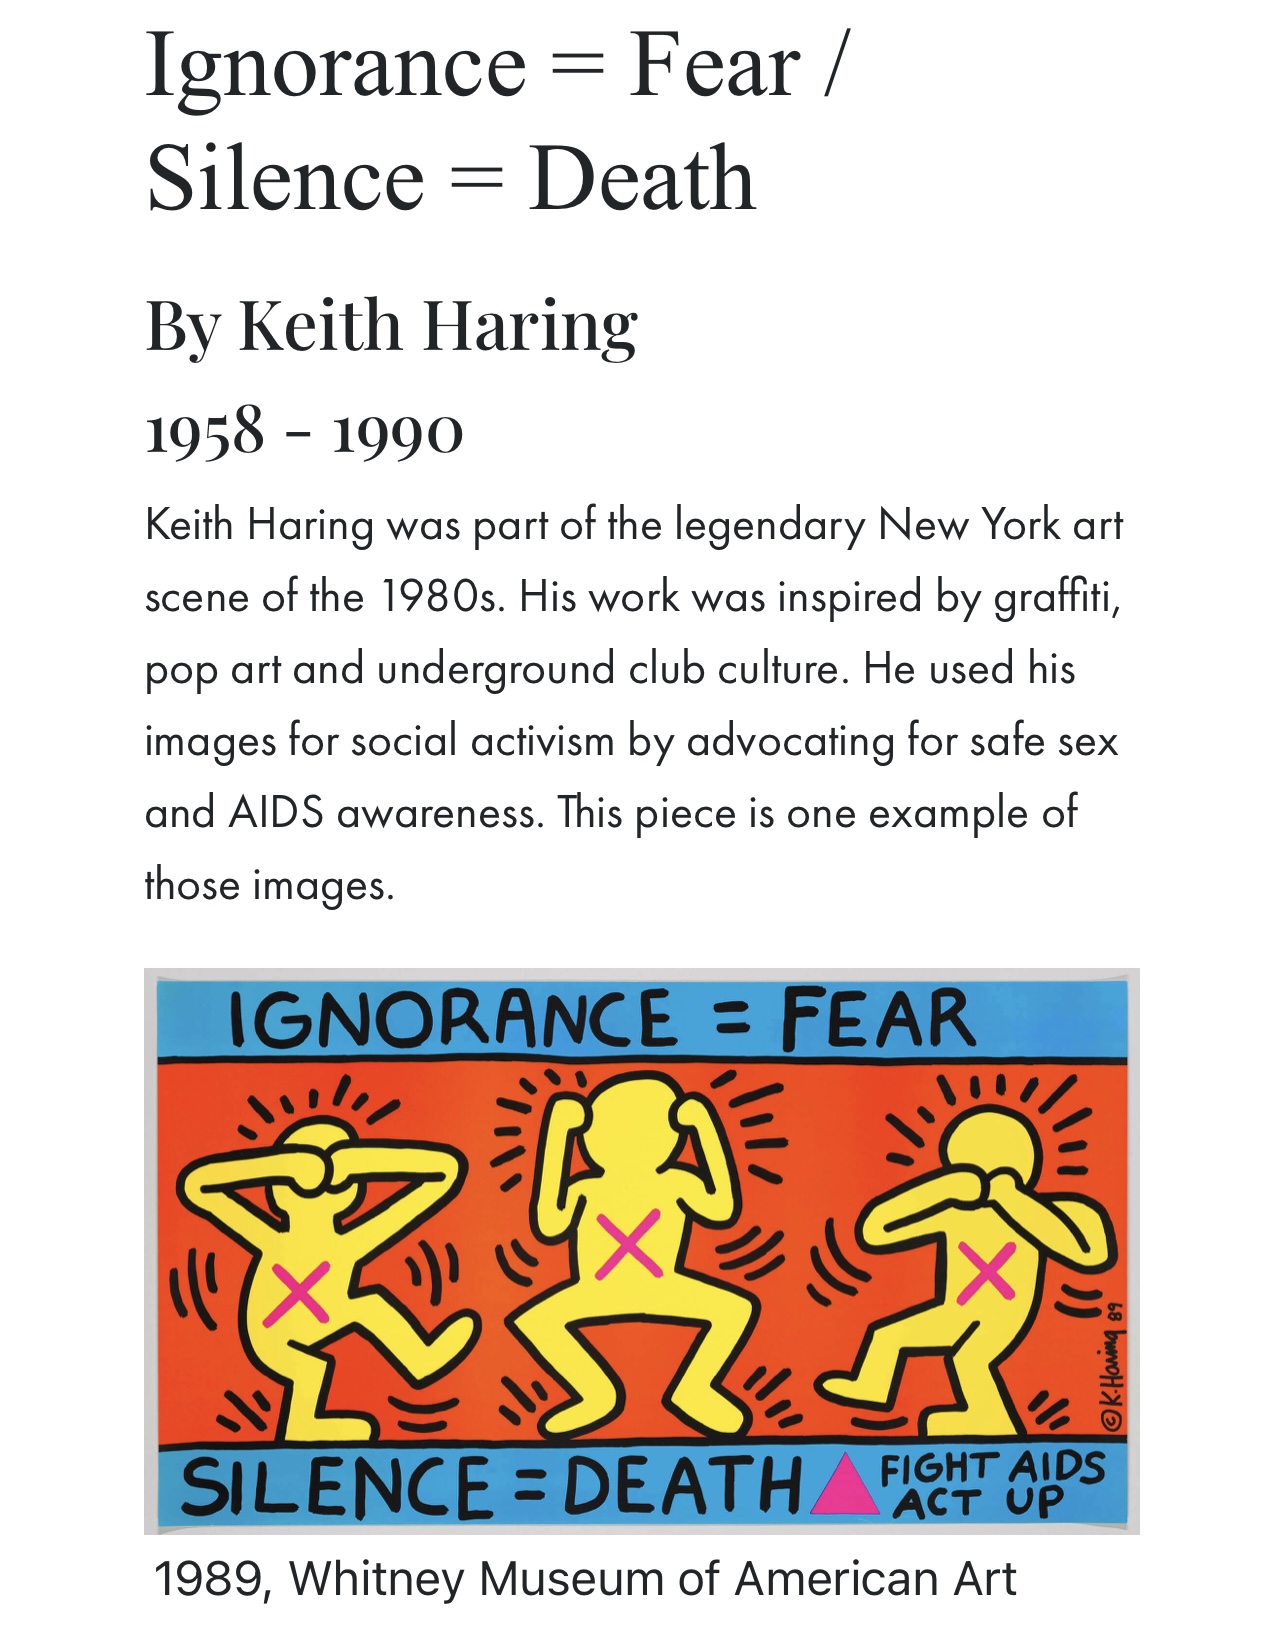 Ignorance = Fear /
Silence = Death
By Keith Haring
1958 - 1990
Keith Haring was part of the legendary New York art
scene of the 1980s. His work was inspired by graffiti,
pop art and underground club culture. He used his
images for social activism by advocating for safe sex
and AIDS awareness. This piece is one example of
those images.
IGNORANCE = FEAR
©K.Haring 89
SILENCE = DEATH
FIGHT AIDS
ACT UP
1989, Whitney Museum of American Art